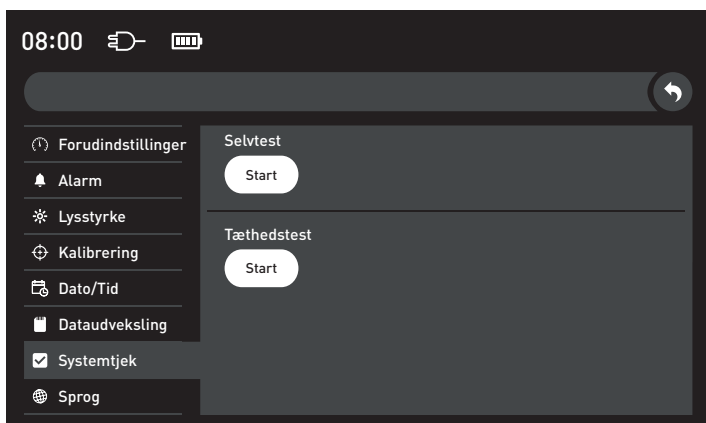 08:00
Forudindstillinger
Alarm
Lysstyrke
Kalibrering
Dato/Tid
Dataudveksling
Systemtjek
Sprog
Selvtest
Start
Tæthedstest
Start